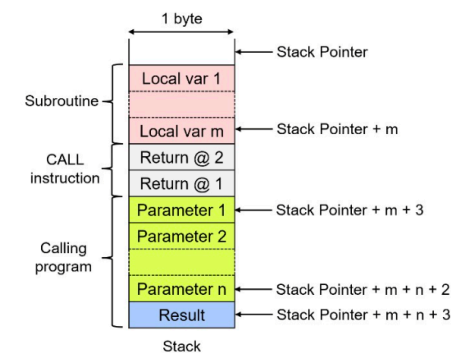 1 byte
Stack Pointer
Local var 1
Subroutine
Local var m
Stack Pointer + m
CALL
instruction
Return @ 2
Return @ 1
Parameter 1
Stack Pointer + m + 3
Parameter 2
Calling
program
Parameter n
Stack Pointer + m + n + 2
Result
Stack Pointer + m + n + 3
Stack